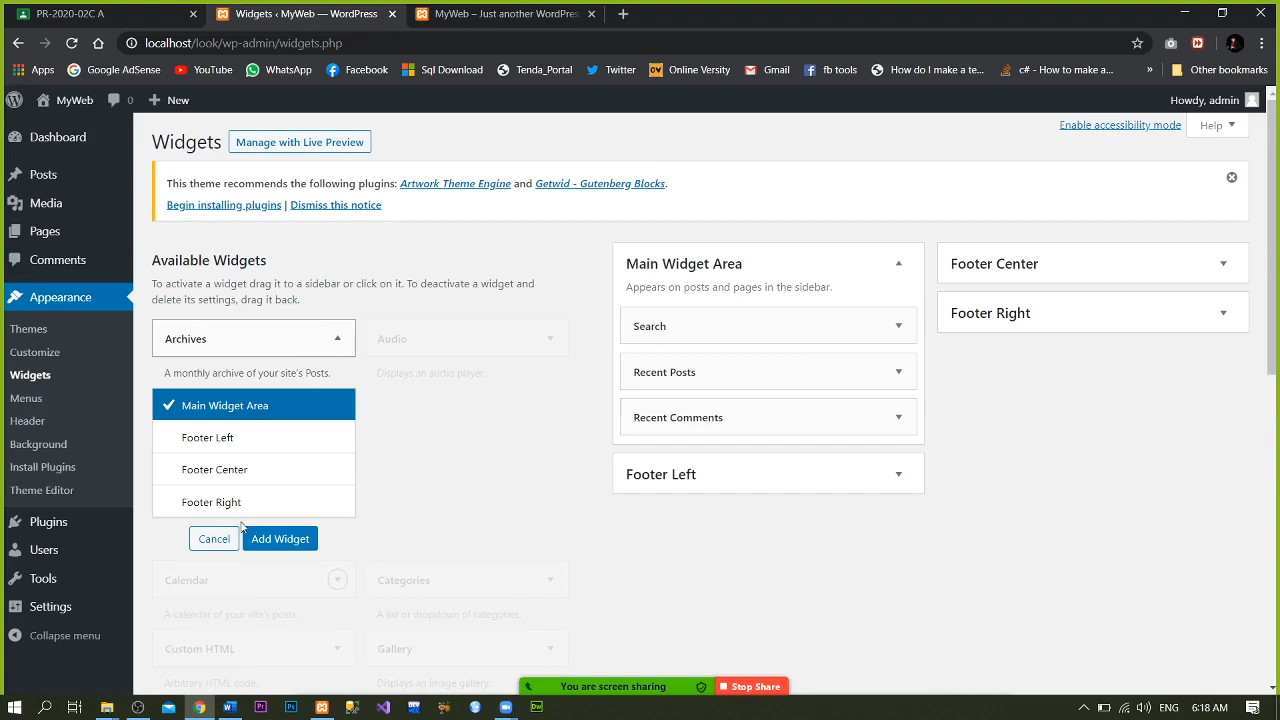 PR-2020-02C A
Widgets ‹ MyWeb — WordPress
MyWeb – Just another WordPres
localhost/look/wp-admin/widgets.php
Apps
Google AdSense
YouTube
WhatsApp
Facebook
Sql Download
Tenda_Portal
Twitter
Online Versity
Gmail
fb tools
How do I make a te...
c# - How to make a...
»
Other bookmarks
MyWeb
0
New
Howdy, admin
Dashboard
Posts
Media
Pages
Comments
Appearance
Themes
Customize
Widgets
Menus
Header
Background
Install Plugins
Theme Editor
Plugins
Users
Tools
Settings
Collapse menu
Enable accessibility mode
Help
Widgets
Manage with Live Preview
This theme recommends the following plugins: Artwork Theme Engine and Getwid - Gutenberg Blocks.
Begin installing plugins | Dismiss this notice
Available Widgets
To activate a widget drag it to a sidebar or click on it. To deactivate a widget and
delete its settings, drag it back.
Archives
A monthly archive of your site's Posts.
Audio
Displays an audio player.
Main Widget Area
Footer Left
Footer Center
Footer Right
Cancel
Add Widget
Calendar
A calendar of your site's posts.
Categories
A list or dropdown of categories.
Custom HTML
Arbitrary HTML code.
Gallery
Displays an image gallery.
Main Widget Area
Appears on posts and pages in the sidebar.
Search
Recent Posts
Recent Comments
Footer Left
Footer Center
Footer Right
You are screen sharing
Stop Share
ENG
6:18 AM